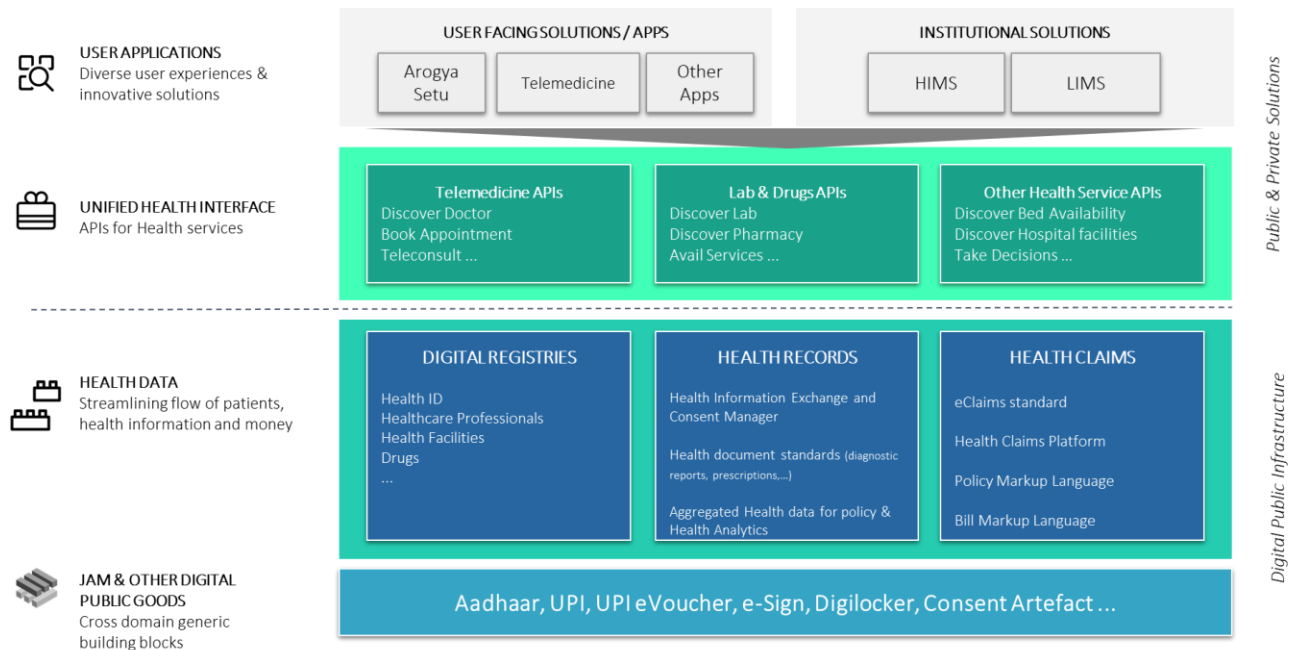 USER APPLICATIONS
Diverse user experiences &
innovative solutions
USER FACING SOLUTIONS / APPS
Arogya
Setu
Telemedicine
Other
Apps
INSTITUTIONAL SOLUTIONS
HIMS
LIMS
Public & Private Solutions
UNIFIED HEALTH INTERFACE
APIs for Health services
Telemedicine APIs
Discover Doctor
Book Appointment
Teleconsult ...
Lab & Drugs APIs
Discover Lab
Discover Pharmacy
Avail Services ...
Other Health Service APIs
Discover Bed Availability
Discover Hospital facilities
Take Decisions ...
HEALTH DATA
Streamlining flow of patients,
health information and money
DIGITAL REGISTRIES
Health ID
Healthcare Professionals
Health Facilities
Drugs
...
HEALTH RECORDS
Health Information Exchange and
Consent Manager
Health document standards (diagnostic
reports, prescriptions,...)
Aggregated Health data for policy &
Health Analytics
HEALTH CLAIMS
eClaims standard
Health Claims Platform
Policy Markup Language
Bill Markup Language
Digital Public Infrastructure
JAM & OTHER DIGITAL
PUBLIC GOODS
Cross domain generic
building blocks
Aadhaar, UPI, UPI eVoucher, e-Sign, Digilocker, Consent Artefact ...